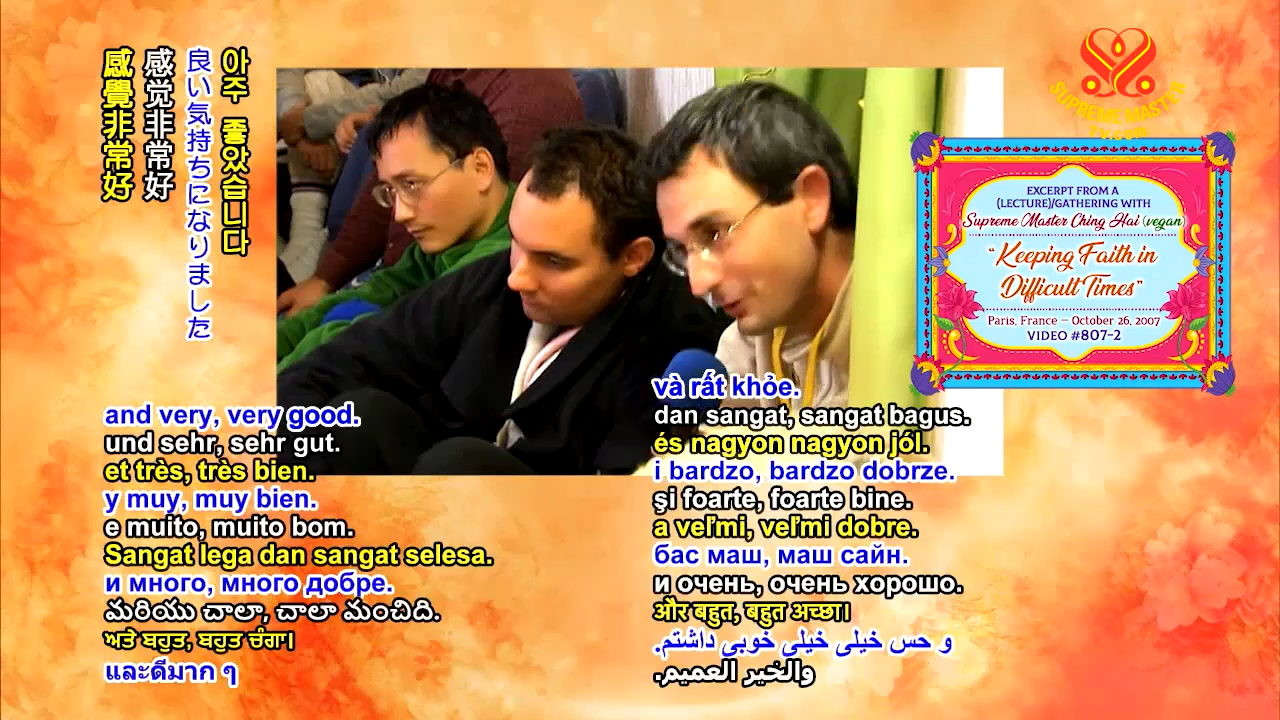 아주 좋았습니다
良い気持ちになりました
感觉非常好
感覺非常好
and very, very good.
und sehr, sehr gut.
et très, très bien.
y muy, muy bien.
e muito, muito bom.
Sangat lega dan sangat selesa.
и много, много добре.
మరియు చాలా, చాలా మంచిది.
ਅਤੇ ਬਹੁਤ, ਬਹੁਤ ਚੰਗਾ।
และดีมาก ๆ
và rất khỏe.
dan sangat, sangat bagus.
és nagyon nagyon jól.
i bardzo, bardzo dobrze.
şi foarte, foarte bine.
a veľmi, veľmi dobre.
бас маш, маш сайн.
и очень, очень хорошо.
और बहुत, बहुत अच्छा।
و حس خیلی خیلی خوبی داشتم.
والخير العميم.
SUPREME MASTER
TV.COM
EXCERPT FROM A
(LECTURE)/GATHERING WITH
Supreme Master Ching Hai (vegan)
“Keeping Faith in
Difficult Times”
Paris, France – October 26, 2007
VIDEO #807-2